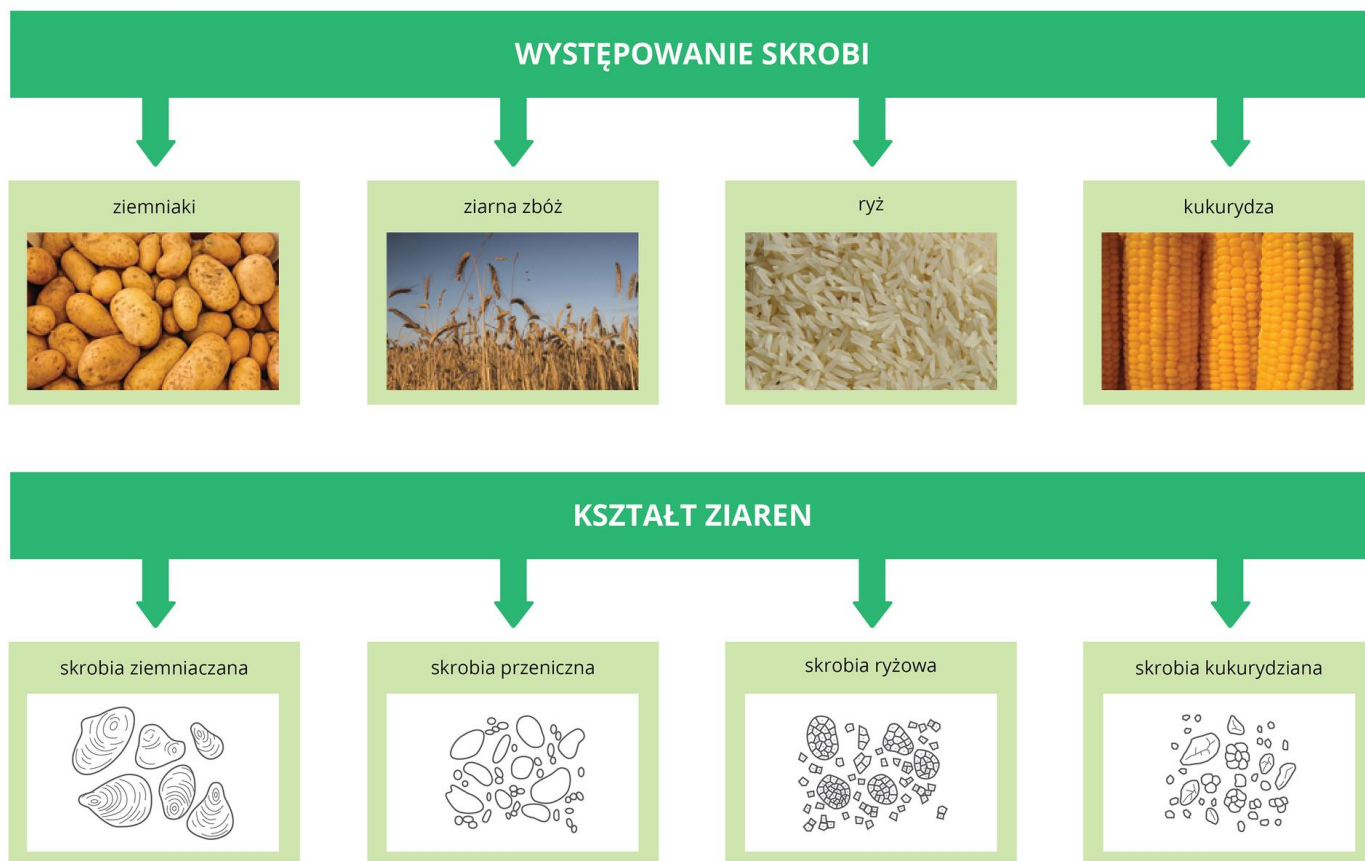 WYSTĘPOWANIE SKROBI
ziemniaki
ziarna zbóż
ryż
kukurydza
KSZTAŁT ZIAREN
skrobia ziemniaczana
skrobia przeniczna
skrobia ryżowa
skrobia kukurydziana